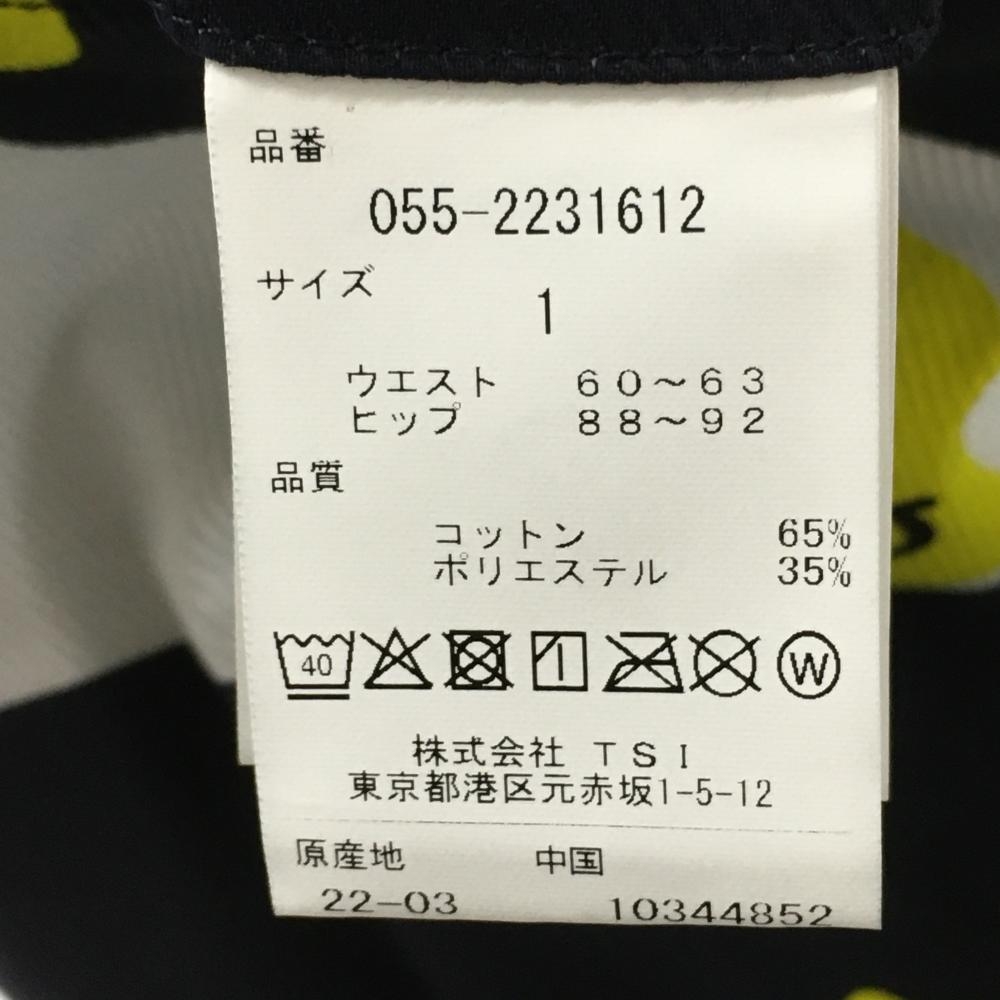 品番
055-2231612
サイズ
1
ウエスト 60～63
ヒップ 88～92
品質
コットン 65%
ポリエステル 35%
40 W
株式会社 TSI
東京都港区元赤坂1-5-12
原産地 中国
22-03 10344852